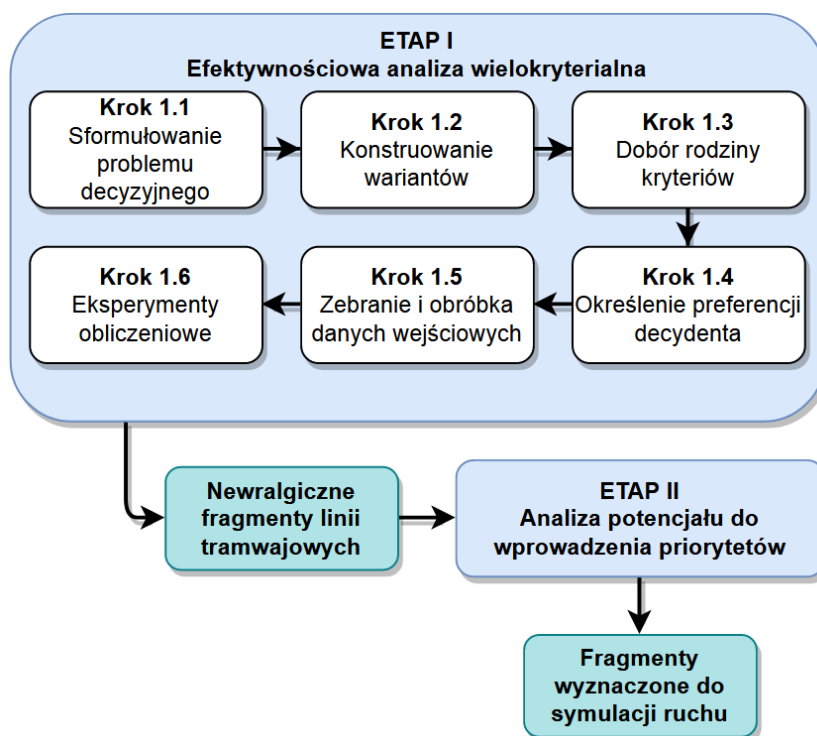 ETAP I
Efektywnościowa analiza wielokryterialna
Krok 1.1
Sformułowanie
problemu
decyzyjnego
Krok 1.2
Konstruowanie
wariantów
Krok 1.3
Dobór rodziny
kryteriów
Krok 1.4
Określenie preferencji
decydenta
Krok 1.5
Zebranie i obróbka
danych wejściowych
Krok 1.6
Eksperymenty
obliczeniowe
Newralgiczne
fragmenty linii
tramwajowych
ETAP II
Analiza potencjału do
wprowadzenia priorytetów
Fragmenty
wyznaczone do
symulacji ruchu